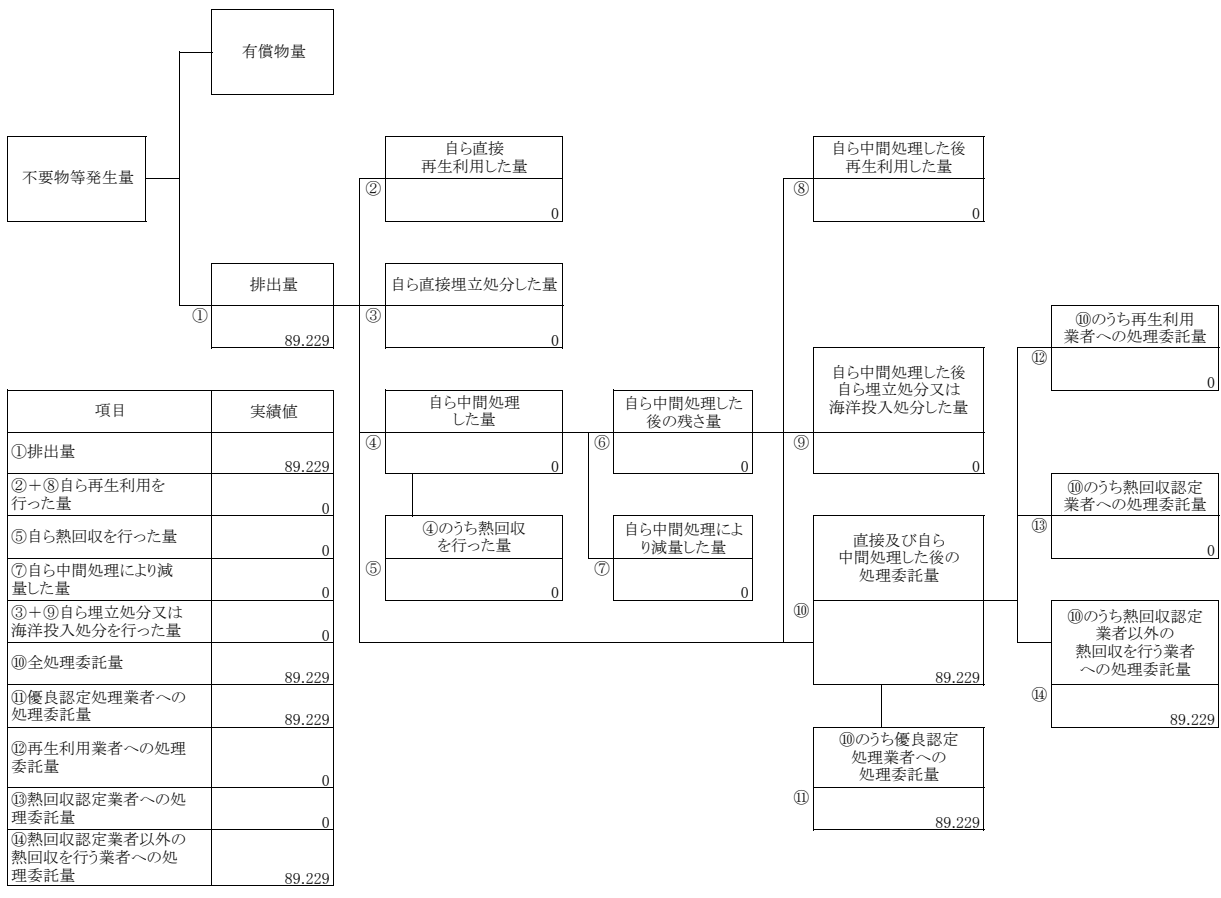 有償物量
不要物等発生量
自ら直接
再生利用した量
②
0
自ら中間処理した後
再生利用した量
⑧
0
排出量
①
89.229
自ら直接埋立処分した量
③
0
⑩のうち再生利用
業者への処理委託量
⑫
0
自ら中間処理
した量
④
0
自ら中間処理した
後の残さ量
⑥
0
自ら中間処理した後
自ら埋立処分又は
海洋投入処分した量
⑨
0
⑩のうち熱回収認定
業者への処理委託量
⑬
0
④のうち熱回収
を行った量
⑤
0
自ら中間処理によ
り減量した量
⑦
0
直接及び自ら
中間処理した後の
処理委託量
⑩
89.229
⑩のうち熱回収認定
業者以外の
熱回収を行う業者
への処理委託量
⑭
89.229
⑩のうち優良認定
処理業者への
処理委託量
⑪
89.229
項目 実績値
①排出量
89.229
②＋⑧自ら再生利用を
行った量
0
⑤自ら熱回収を行った量
0
⑦自ら中間処理により減
量した量
0
③＋⑨自ら埋立処分又は
海洋投入処分を行った量
0
⑩全処理委託量
89.229
⑪優良認定処理業者への
処理委託量
89.229
⑫再生利用業者への処理
委託量
0
⑬熱回収認定業者への処
理委託量
0
⑭熱回収認定業者以外の
熱回収を行う業者への処
理委託量
89.229